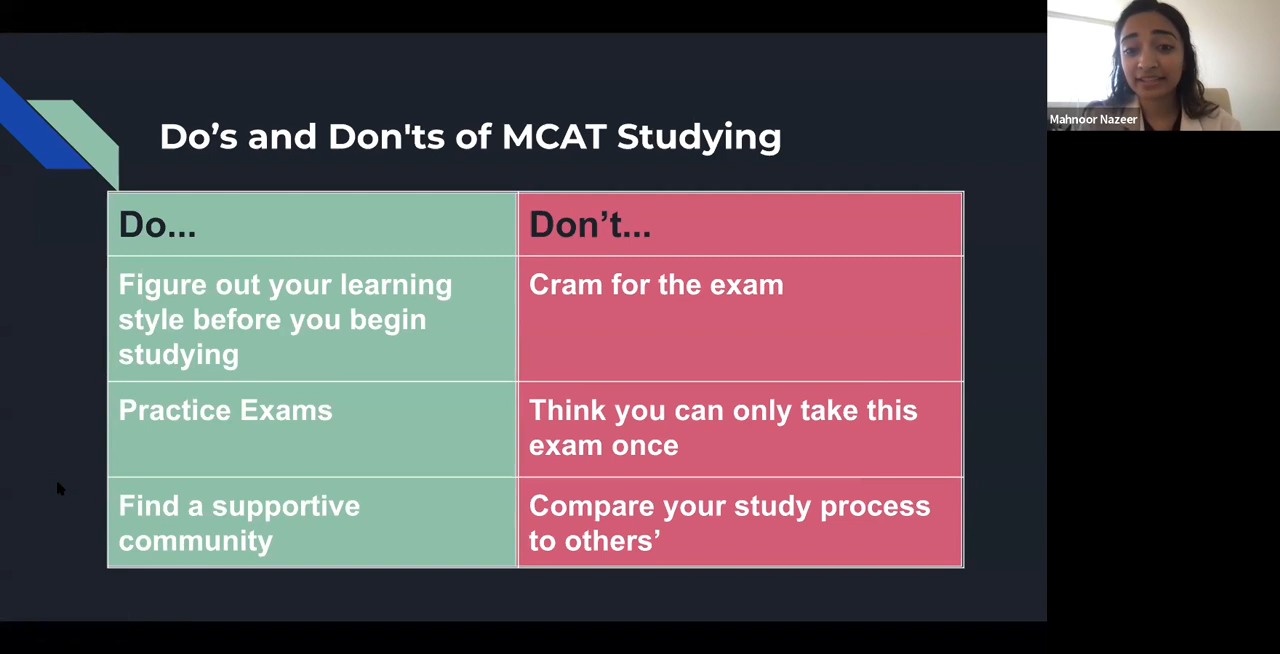 Mahnoor Nazeer
Do’s and Don'ts of MCAT Studying
Do...
Don’t...
Figure out your learning
style before you begin
studying
Cram for the exam
Practice Exams
Think you can only take this
exam once
Find a supportive
community
Compare your study process
to others’